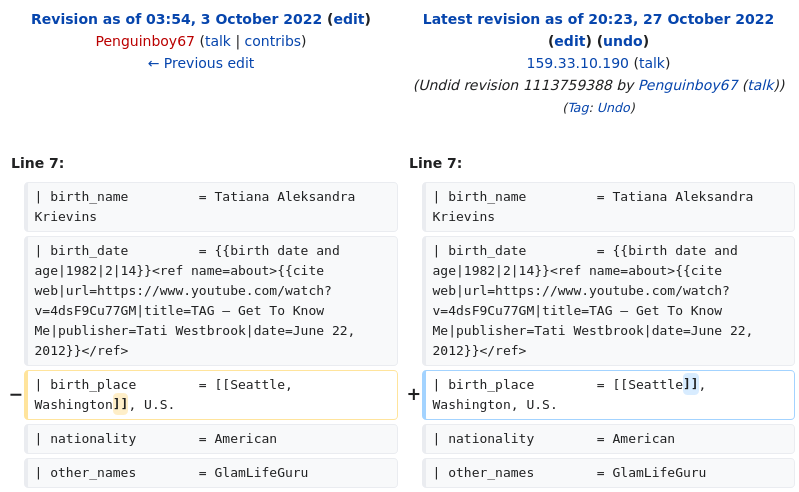 Revision as of 03:54, 3 October 2022 (edit)
Penguinboy67 (talk | contribs)
← Previous edit
Latest revision as of 20:23, 27 October 2022
(edit) (undo)
159.33.10.190 (talk)
(Undid revision 1113759388 by Penguinboy67 (talk))
(Tag: Undo)
Line 7:
| birth_name         = Tatiana Aleksandra
Krievins
| birth_date         = {{birth date and
age|1982|2|14}}<ref name=about>{{cite
web|url=https://www.youtube.com/watch?
v=4dsF9Cu77GM|title=TAG – Get To Know
Me|publisher=Tati Westbrook|date=June 22,
2012}}</ref>
− | birth_place        = [[Seattle,
Washington]], U.S.
| nationality        = American
| other_names        = GlamLifeGuru
Line 7:
| birth_name         = Tatiana Aleksandra
Krievins
| birth_date         = {{birth date and
age|1982|2|14}}<ref name=about>{{cite
web|url=https://www.youtube.com/watch?
v=4dsF9Cu77GM|title=TAG – Get To Know
Me|publisher=Tati Westbrook|date=June 22,
2012}}</ref>
+ | birth_place        = [[Seattle]],
Washington, U.S.
| nationality        = American
| other_names        = GlamLifeGuru